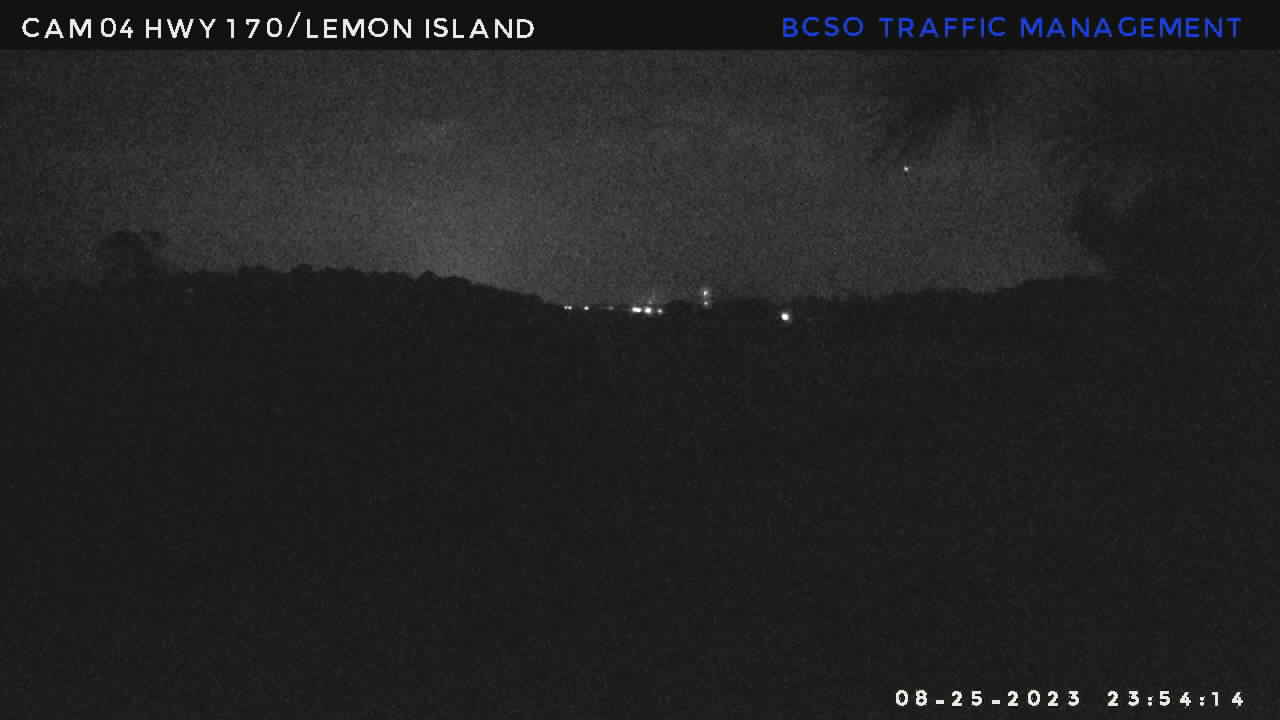 CAM 04 HWY 170/LEMON ISLAND
BCSO TRAFFIC MANAGEMENT
08-25-2023 23:54:14